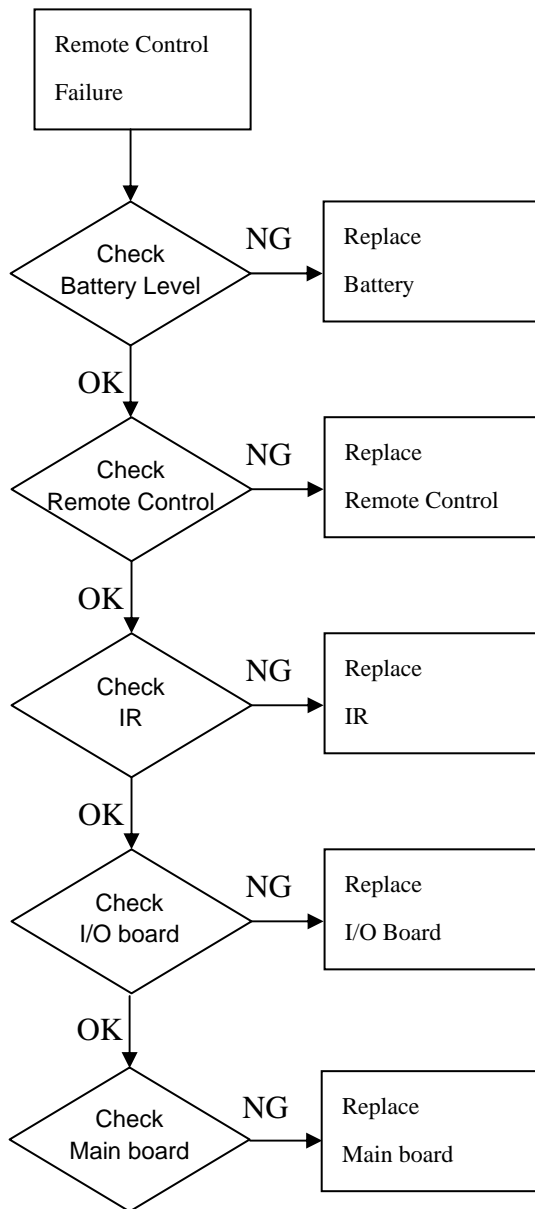 Remote Control
Failure
Check
Battery Level
NG
Replace
Battery
OK
Check
Remote Control
NG
Replace
Remote Control
OK
Check
IR
NG
Replace
IR
OK
Check
I/O board
NG
Replace
I/O Board
OK
Check
Main board
NG
Replace
Main board